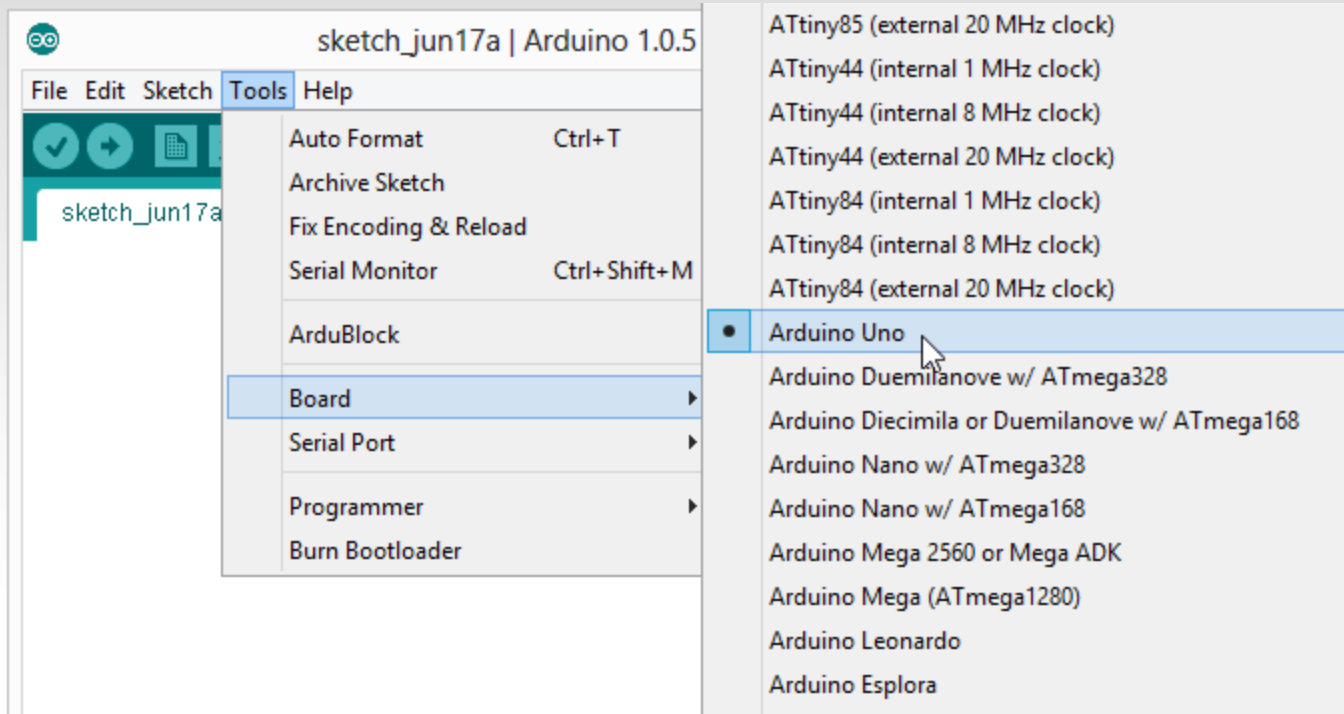 sketch_jun17a | Arduino 1.0.5
File Edit Sketch Tools Help
sketch_jun17a
Auto Format Ctrl+T
Archive Sketch
Fix Encoding & Reload
Serial Monitor Ctrl+Shift+M
ArduBlock
Board
Serial Port
Programmer
Burn Bootloader
ATtiny85 (external 20 MHz clock)
ATtiny44 (internal 1 MHz clock)
ATtiny44 (internal 8 MHz clock)
ATtiny44 (external 20 MHz clock)
ATtiny84 (internal 1 MHz clock)
ATtiny84 (internal 8 MHz clock)
ATtiny84 (external 20 MHz clock)
Arduino Uno
Arduino Duemilanove w/ ATmega328
Arduino Diecimila or Duemilanove w/ ATmega168
Arduino Nano w/ ATmega328
Arduino Nano w/ ATmega168
Arduino Mega 2560 or Mega ADK
Arduino Mega (ATmega1280)
Arduino Leonardo
Arduino Esplora